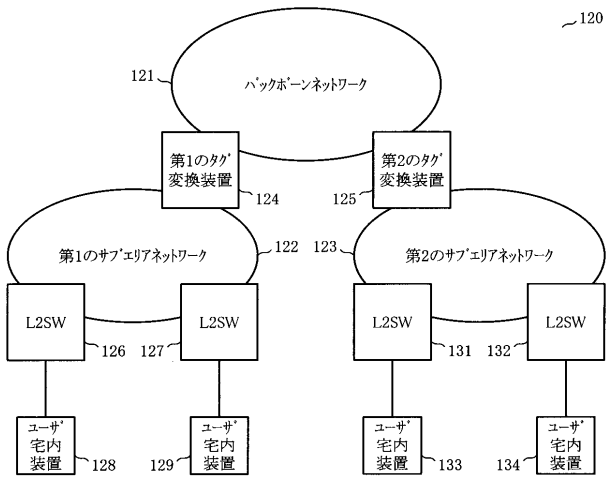 120
121
ﾊﾞｯｸﾎﾞｰﾝﾈｯﾄﾜｰｸ
第1のﾀｸﾞ
変換装置
124
第2のﾀｸﾞ
変換装置
125
第1のｻﾌﾞｴﾘｱﾈｯﾄﾜｰｸ
122
123
第2のｻﾌﾞｴﾘｱﾈｯﾄﾜｰｸ
L2SW
126
127
L2SW
L2SW
131
132
L2SW
ﾕｰｻﾞ
宅内
装置
128
129
ﾕｰｻﾞ
宅内
装置
ﾕｰｻﾞ
宅内
装置
133
134
ﾕｰｻﾞ
宅内
装置